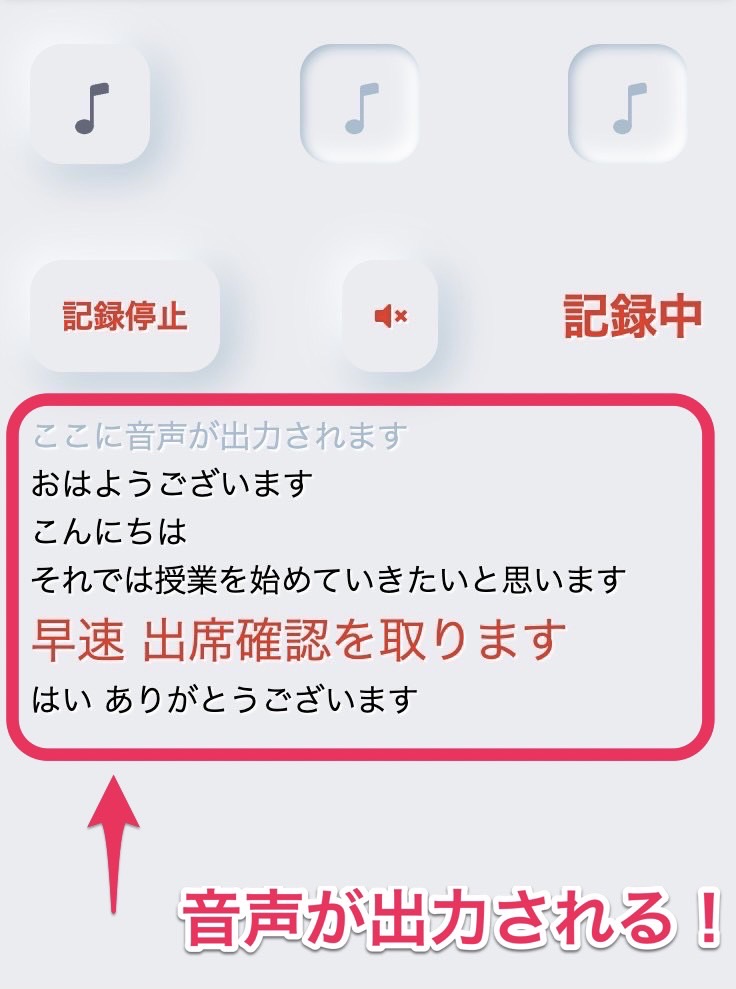 記録停止
記録中
ここに音声が出力されます
おはようございます
こんにちは
それでは授業を始めていきたいと思います
早速 出席確認を取ります
はい ありがとうございます
音声が出力される！